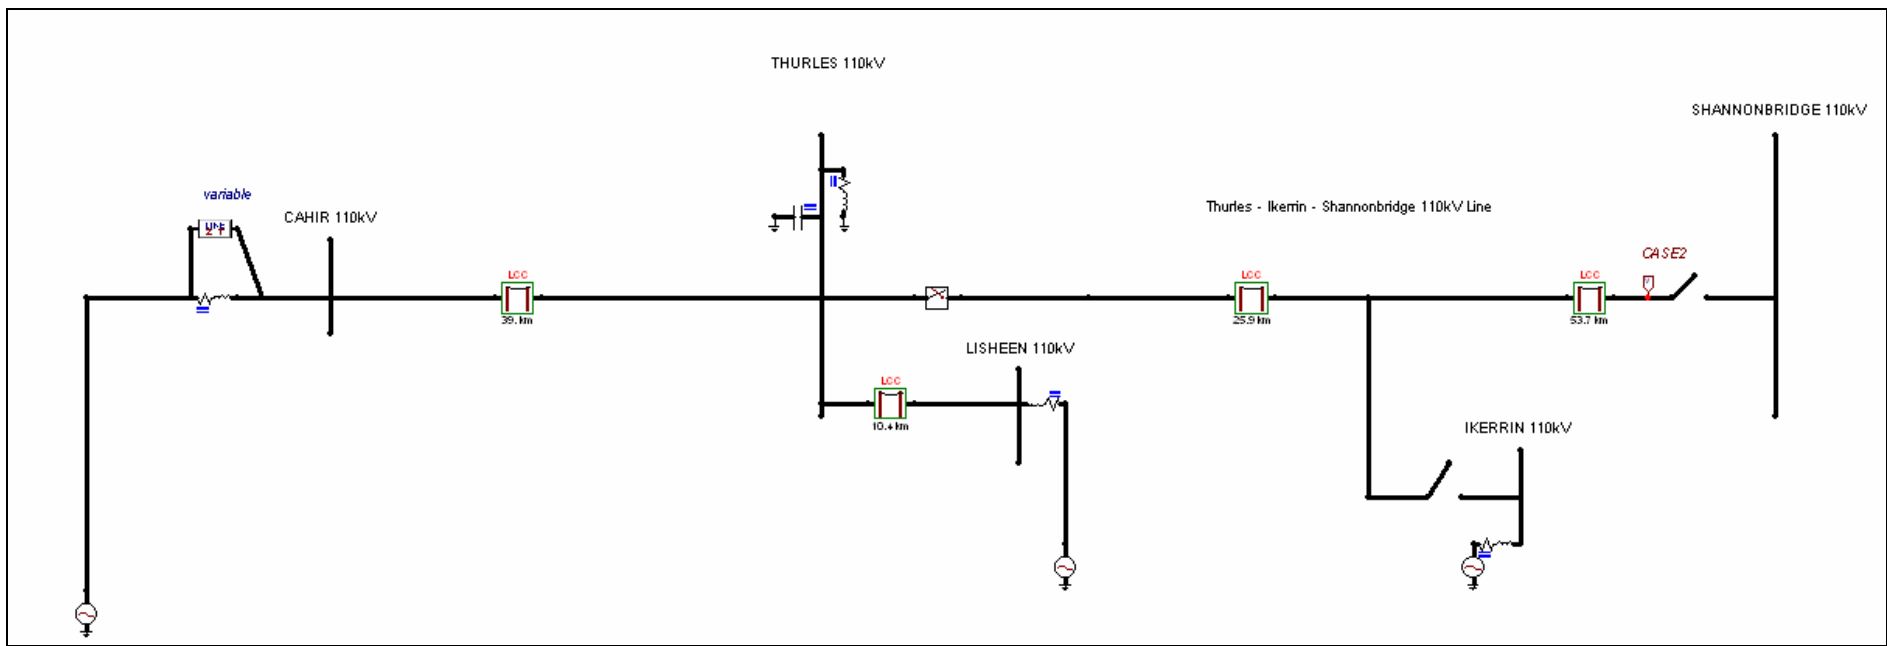 THURLES 110kV
SHANNONBRIDGE 110kV
variable
CAHIR 110kV
Thurles - Ikerrin - Shannonbridge 110kV Line
CASE2
LCC
39. km
LCC
25.9 km
LCC
53.7 km
LISHEEN 110kV
LCC
10.4 km
IKERRIN 110kV
V